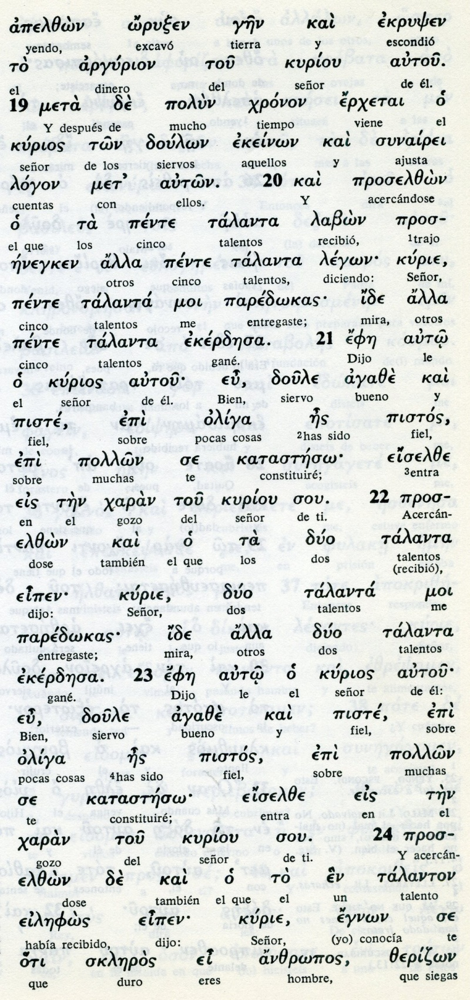 ἀπελθὼν ὤρυξεν γῆν καὶ ἐκρυψεν
yendo, excavó tierra y escondió
τὸ ἀργύριον τοῦ κυρίου αὐτοῦ.
el dinero del señor de él.
19 μετὰ δὲ πολὺν χρόνον ἔρχεται ὁ
Y después de mucho tiempo viene el
κύριος τῶν δούλων ἐκείνων καὶ συναίρει
señor de los siervos aquellos y ajusta
λόγον μετ’ αὐτῶν. 20 καὶ προσελθὼν
cuentas con ellos. Y acercándose
ὁ τὰ πέντε τάλαντα λαβὼν προσ-
el que los cinco talentos recibió, 1trajo
ήνεγκεν ἄλλα πέντε τάλαντα λέγων· κύριε,
otros cinco talentos, diciendo: Señor,
πέντε τάλαντά μοι παρέδωκας· ἴδε ἄλλα
cinco talentos me entregaste; mira, otros
πέντε τάλαντα ἐκέρδησα. 21 ἔφη αὐτῷ
cinco talentos gané. Dijo le
ὁ κύριος αὐτοῦ· εὖ, δοῦλε ἀγαθὲ καὶ
el señor de él. Bien, siervo bueno y
πιστέ, ἐπὶ ὀλίγα ἦς πιστός,
fiel, sobre pocas cosas 2has sido fiel,
ἐπὶ πολλῶν σε καταστήσω· εἴσελθε
sobre muchas te constituiré; 3entra
εἰς τὴν χαρὰν τοῦ κυρίου σου. 22 προσ-
en el gozo del señor de ti. Acercán-
ελθὼν καὶ ὁ τὰ δύο τάλαντα
dose también el que los dos talentos
(recibió),
εἶπεν· κύριε, δύο τάλαντά μοι
dijo: Señor, dos talentos me
παρέδωκας· ἴδε ἄλλα δύο τάλαντα
entregaste; mira, otros dos talentos
ἐκέρδησα. 23 ἔφη αὐτῷ ὁ κύριος αὐτοῦ·
gané. Dijo le el señor de él:
εὖ, δοῦλε ἀγαθὲ καὶ πιστέ, ἐπὶ
Bien, siervo bueno y fiel, sobre
ὀλίγα ἦς πιστός, ἐπὶ πολλῶν
pocas cosas 4has sido fiel, sobre muchas
σε καταστήσω· εἴσελθε εἰς τὴν
te constituiré; entra en el
χαρὰν τοῦ κυρίου σου. 24 προσ-
gozo del señor de ti. Y acercán-
ελθὼν δὲ καὶ ὁ τὸ ἓν τάλαντον
dose también el que el un talento
εἰληφὼς εἶπεν· κύριε, ἔγνων σε
había recibido, dijo: Señor, (yo) conocía te
ὅτι σκληρὸς εἶ ἄνθρωπος, θερίζων
que duro eres hombre, que siegas